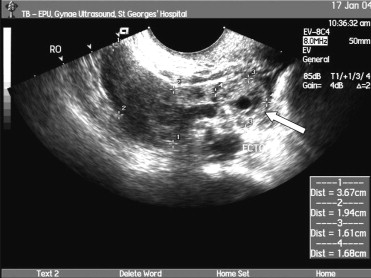 17 Jan 04
TB - EPU, Gynae Ultrasound, St Georges' Hospital
10:36:32 am
EV-8C4
8.0MHz 50mm
EV
General
85dB T1/+1/3/4
Gain= 4dB Δ=2
RO
ECTO
----1----
Dist = 3.67cm
----2----
Dist = 1.94cm
----3----
Dist = 1.61cm
----4----
Dist = 1.68cm
Text 2 Delete Word Home Set Home